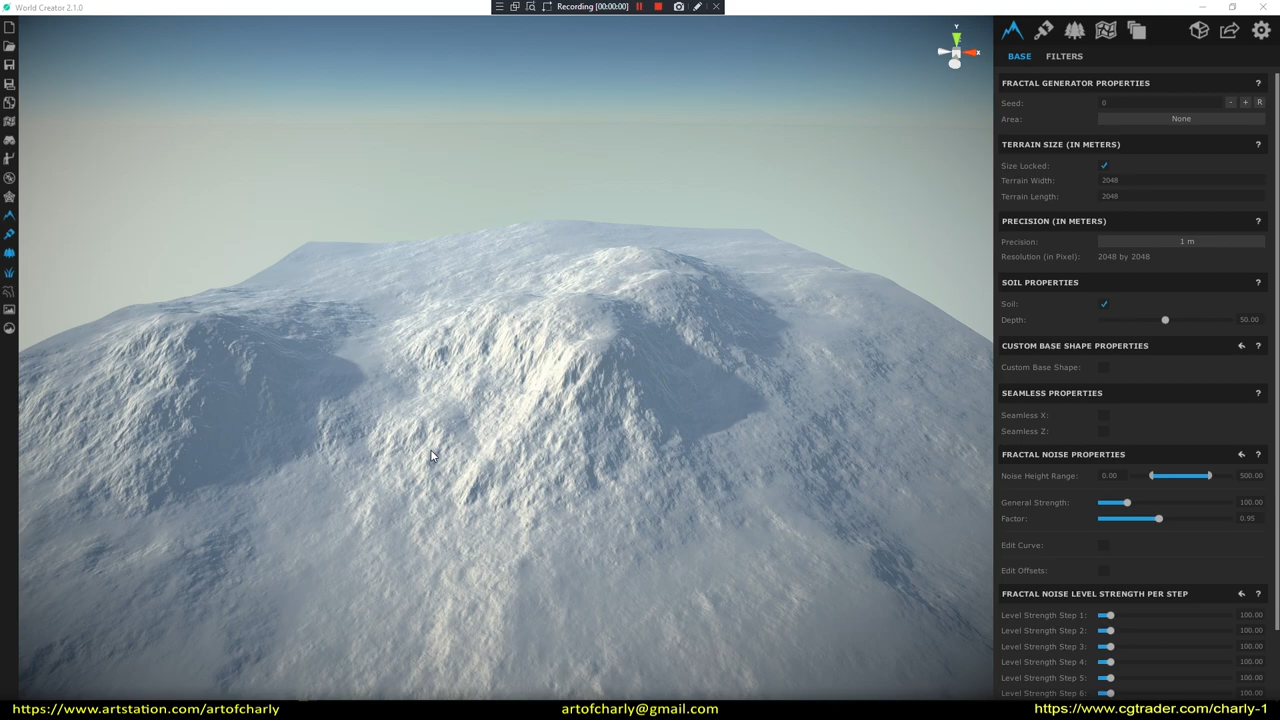 World Creator 2.1.0
Recording [00:00:00]
Y
X
BASE FILTERS
FRACTAL GENERATOR PROPERTIES ?
Seed: 0 - + R
Area: None
TERRAIN SIZE (IN METERS) ?
Size Locked:
Terrain Width: 2048
Terrain Length: 2048
PRECISION (IN METERS) ?
Precision: 1 m
Resolution (in Pixel): 2048 by 2048
SOIL PROPERTIES ?
Soil:
Depth: 50.00
CUSTOM BASE SHAPE PROPERTIES ?
Custom Base Shape:
SEAMLESS PROPERTIES ?
Seamless X:
Seamless Z:
FRACTAL NOISE PROPERTIES ?
Noise Height Range: 0.00 500.00
General Strength: 100.00
Factor: 0.95
Edit Curve:
Edit Offsets:
FRACTAL NOISE LEVEL STRENGTH PER STEP ?
Level Strength Step 1: 100.00
Level Strength Step 2: 100.00
Level Strength Step 3: 100.00
Level Strength Step 4: 100.00
Level Strength Step 5: 100.00
Level Strength Step 6: 100.00
https://www.artstation.com/artofcharly artofcharly@gmail.com https://www.cgtrader.com/charly-1